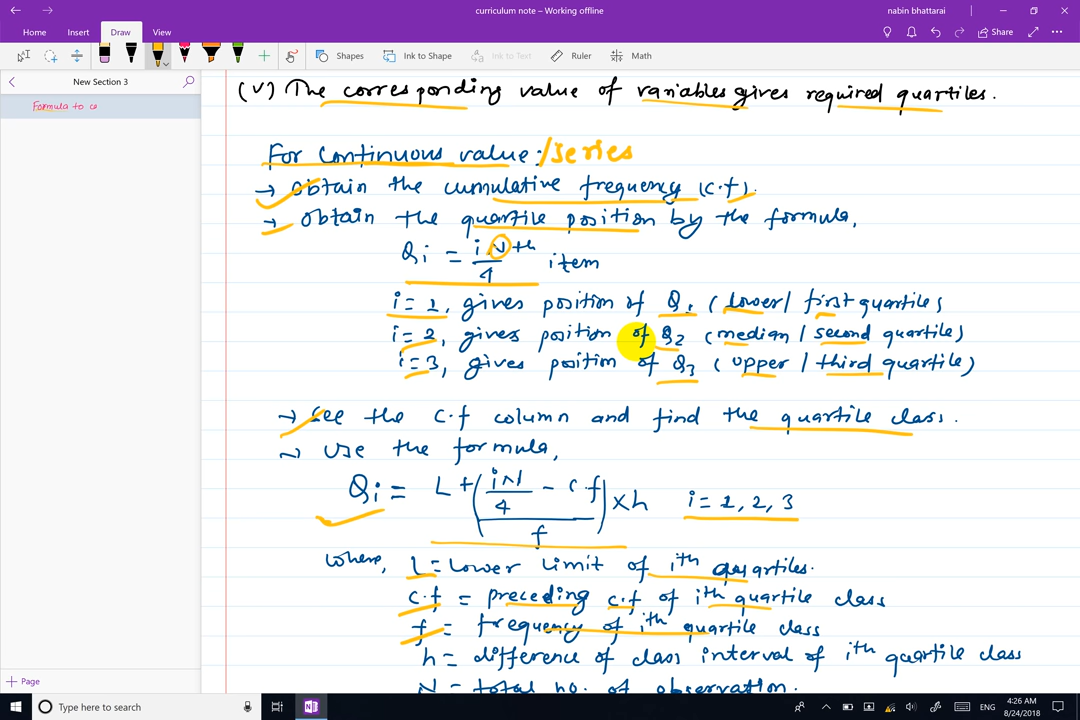 curriculum note – Working offline
nabin bhattarai
Home Insert Draw View
Share
Shapes Ink to Shape Ink to Text Ruler Math
New Section 3
Formula to ca
(V) The corresponding value of variables gives required quartiles.
For continuous value:/series
→ Obtain the cumulative frequency (c.f).
→ obtain the quartile position by the formula,
Qi = iN/4 th item
i = 1, gives position of Q1 (lower/ first quartiles)
i = 2, gives position of Q2 (median / second quartile)
i = 3, gives position of Q3 (upper / third quartile)
→ See the c.f column and find the quartile class.
→ Use the formula,
Qi = L + ((iN/4 - c.f)/f) × h i = 1, 2, 3
where, L = Lower limit of ith quartiles.
c.f = preceding c.f of ith quartile class
f = frequency of ith quartile class
h = difference of class interval of ith quartile class
N = total no. of observation.
+ Page
Type here to search
ENG
4:26 AM
8/24/2018